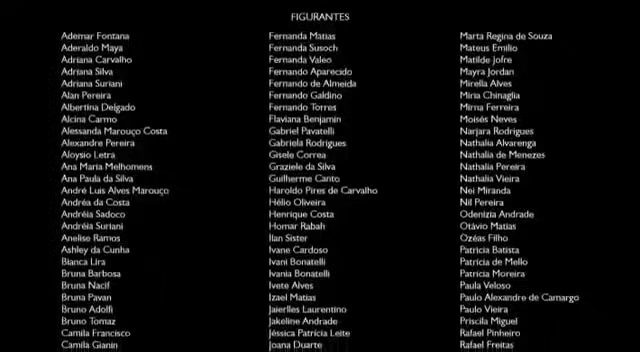 FIGURANTES
Ademar Fontana
Aderaldo Maya
Adriana Carvalho
Adriana Silva
Adriana Suriani
Alan Pereira
Albertina Delgado
Alcina Carmo
Alessanda Marouço Costa
Alexandre Pereira
Aloysio Letra
Ana Maria Melhomens
Ana Paula da Silva
André Luis Alves Marouço
Andréa da Costa
Andréia Sadoco
Andréia Suriani
Anelise Ramos
Ashley da Cunha
Bianca Lira
Bruna Barbosa
Bruna Nacif
Bruna Pavan
Bruno Adolfi
Bruno Tomaz
Camila Francisco
Camila Gianin
Fernanda Matias
Fernanda Susoch
Fernanda Valeo
Fernando Aparecido
Fernando de Almeida
Fernando Galdino
Fernando Torres
Flaviana Benjamin
Gabriel Pavatelli
Gabriela Rodrigues
Gisele Correa
Graziele da Silva
Guilherme Canto
Haroldo Pires de Carvalho
Hélio Oliveira
Henrique Costa
Homar Rabah
Ilan Sister
Ivane Cardoso
Ivani Bonatelli
Ivania Bonatelli
Ivete Alves
Izael Matias
Jaierlles Laurentino
Jakeline Andrade
Jéssica Patrícia Leite
Joana Duarte
Marta Regina de Souza
Mateus Emilio
Matilde Jofre
Mayra Jordan
Mirella Alves
Miria Chinaglia
Mirna Ferreira
Moisés Neves
Narjara Rodrigues
Nathalia Alvarenga
Nathalia de Menezes
Nathalia Pereira
Nathalia Vieira
Nei Miranda
Nil Pereira
Odenizia Andrade
Otávio Matias
Ozéas Filho
Patricia Batista
Patricia de Mello
Patricia Moreira
Paula Veloso
Paulo Alexandre de Camargo
Paulo Vieira
Priscila Miguel
Rafael Pinheiro
Rafael Freitas